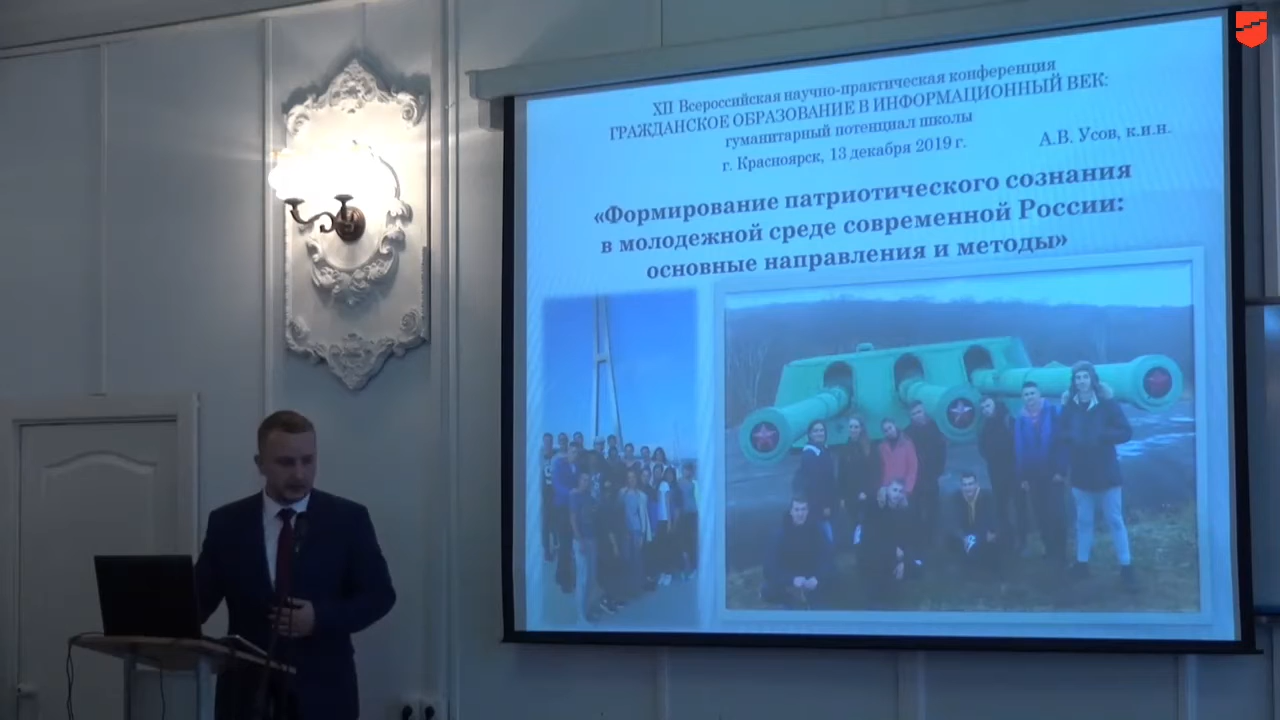 XII Всероссийская научно-практическая конференция
ГРАЖДАНСКОЕ ОБРАЗОВАНИЕ В ИНФОРМАЦИОННЫЙ ВЕК:
гуманитарный потенциал школы
г. Красноярск, 13 декабря 2019 г.
А.В. Усов, к.и.н.
«Формирование патриотического сознания
в молодежной среде современной России:
основные направления и методы»